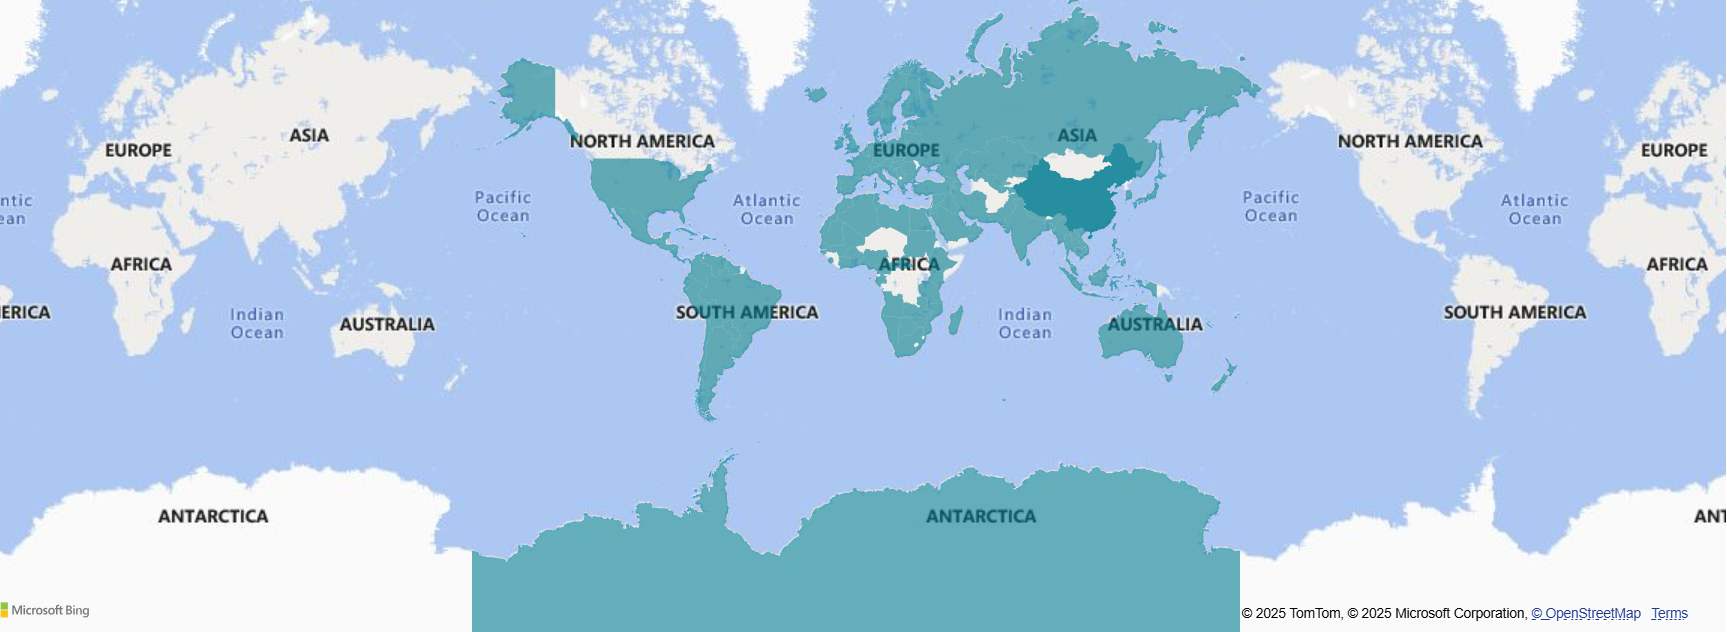 ASIA
NORTH AMERICA
EUROPE
ASIA
NORTH AMERICA
EUROPE
EUROPE
Pacific
Ocean
Atlantic
Ocean
Pacific
Ocean
Atlantic
Ocean
ntic
ean
AFRICA
AFRICA
AFRICA
ERICA
Indian
Ocean
AUSTRALIA
SOUTH AMERICA
Indian
Ocean
AUSTRALIA
SOUTH AMERICA
ANTARCTICA
ANTARCTICA
ANT
Microsoft Bing
© 2025 TomTom, © 2025 Microsoft Corporation, © OpenStreetMap Terms